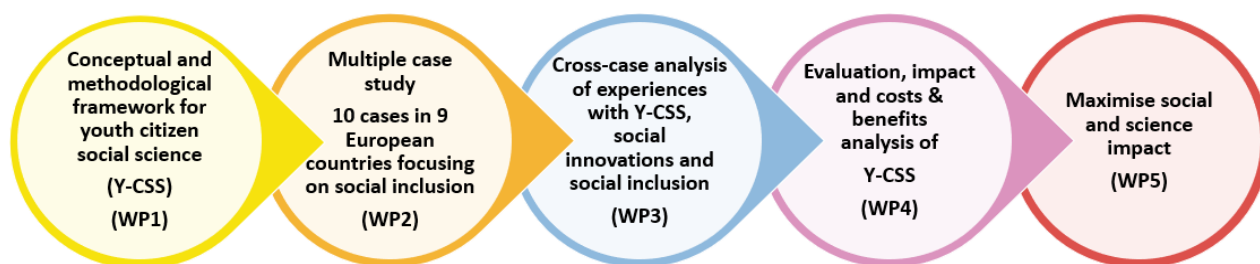 Conceptual and
methodological
framework for
youth citizen
social science
(Y-CSS)
(WP1)
Multiple case
study
10 cases in 9
European
countries focusing
on social inclusion
(WP2)
Cross-case analysis
of experiences
with Y-CSS,
social
innovations and
social inclusion
(WP3)
Evaluation, impact
and costs &
benefits
analysis of
Y-CSS
(WP4)
Maximise social
and science
impact
(WP5)